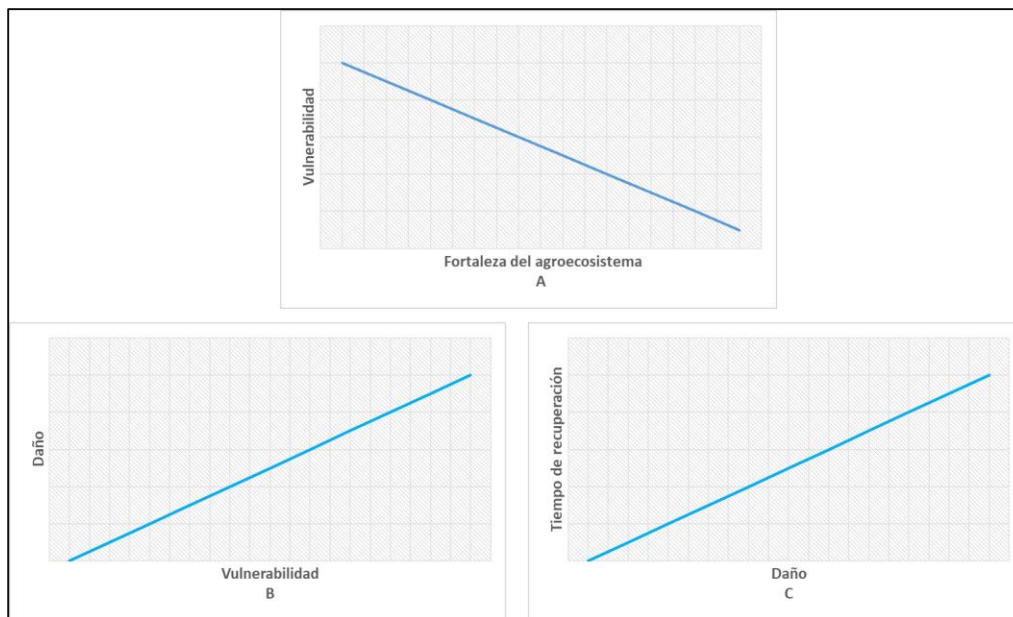 Vulnerabilidad
Fortaleza del agroecosistema
A
Daño
Vulnerabilidad
B
Tiempo de recuperación
Daño
C